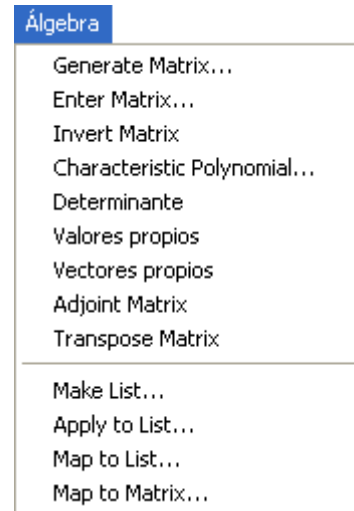 Álgebra
Generate Matrix...
Enter Matrix...
Invert Matrix
Characteristic Polynomial...
Determinante
Valores propios
Vectores propios
Adjoint Matrix
Transpose Matrix
Make List...
Apply to List...
Map to List...
Map to Matrix...